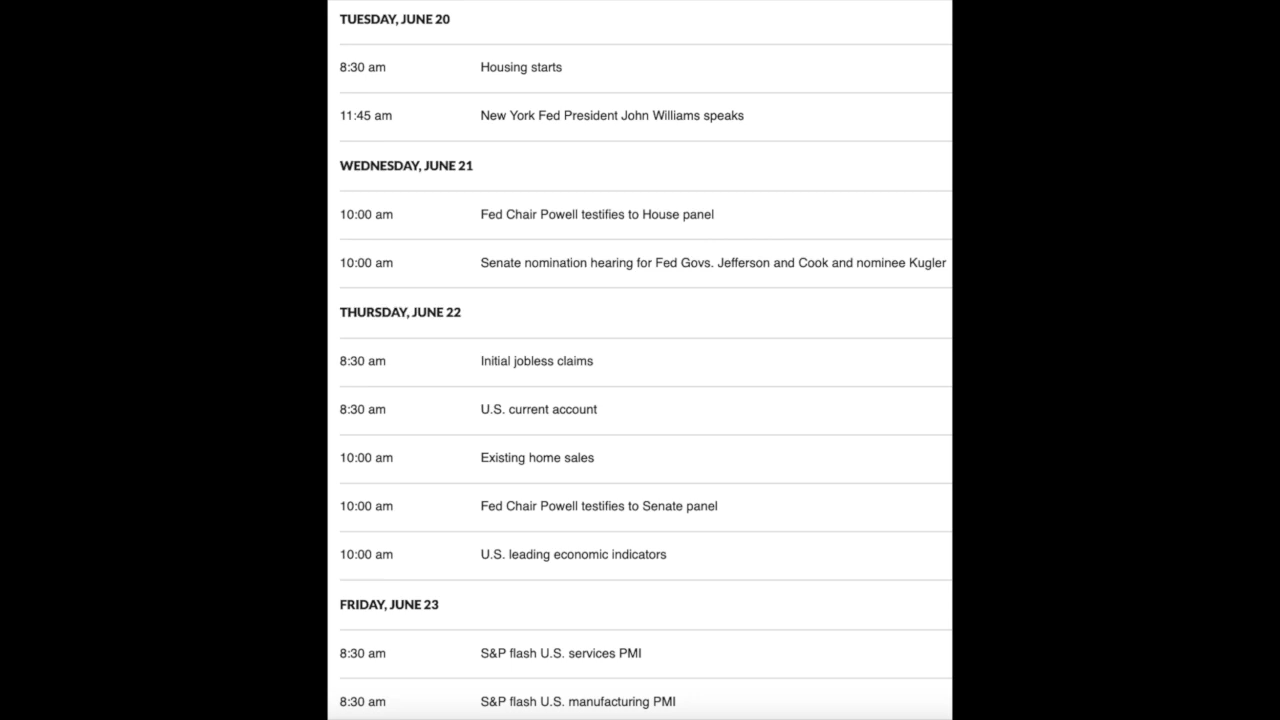 TUESDAY, JUNE 20
8:30 am Housing starts
11:45 am New York Fed President John Williams speaks
WEDNESDAY, JUNE 21
10:00 am Fed Chair Powell testifies to House panel
10:00 am Senate nomination hearing for Fed Govs. Jefferson and Cook and nominee Kugler
THURSDAY, JUNE 22
8:30 am Initial jobless claims
8:30 am U.S. current account
10:00 am Existing home sales
10:00 am Fed Chair Powell testifies to Senate panel
10:00 am U.S. leading economic indicators
FRIDAY, JUNE 23
8:30 am S&P flash U.S. services PMI
8:30 am S&P flash U.S. manufacturing PMI